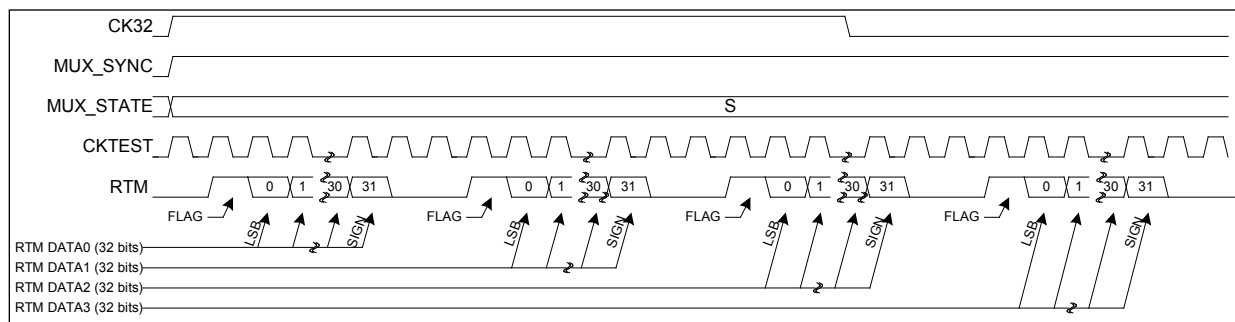 CK32
MUX_SYNC
MUX_STATE
S
CKTEST
RTM
0 1 30 31
0 1 30 31
0 1 30 31
0 1 30 31
FLAG
FLAG
FLAG
FLAG
LSB
SIGN
LSB
SIGN
LSB
SIGN
LSB
SIGN
RTM DATA0 (32 bits)
RTM DATA1 (32 bits)
RTM DATA2 (32 bits)
RTM DATA3 (32 bits)